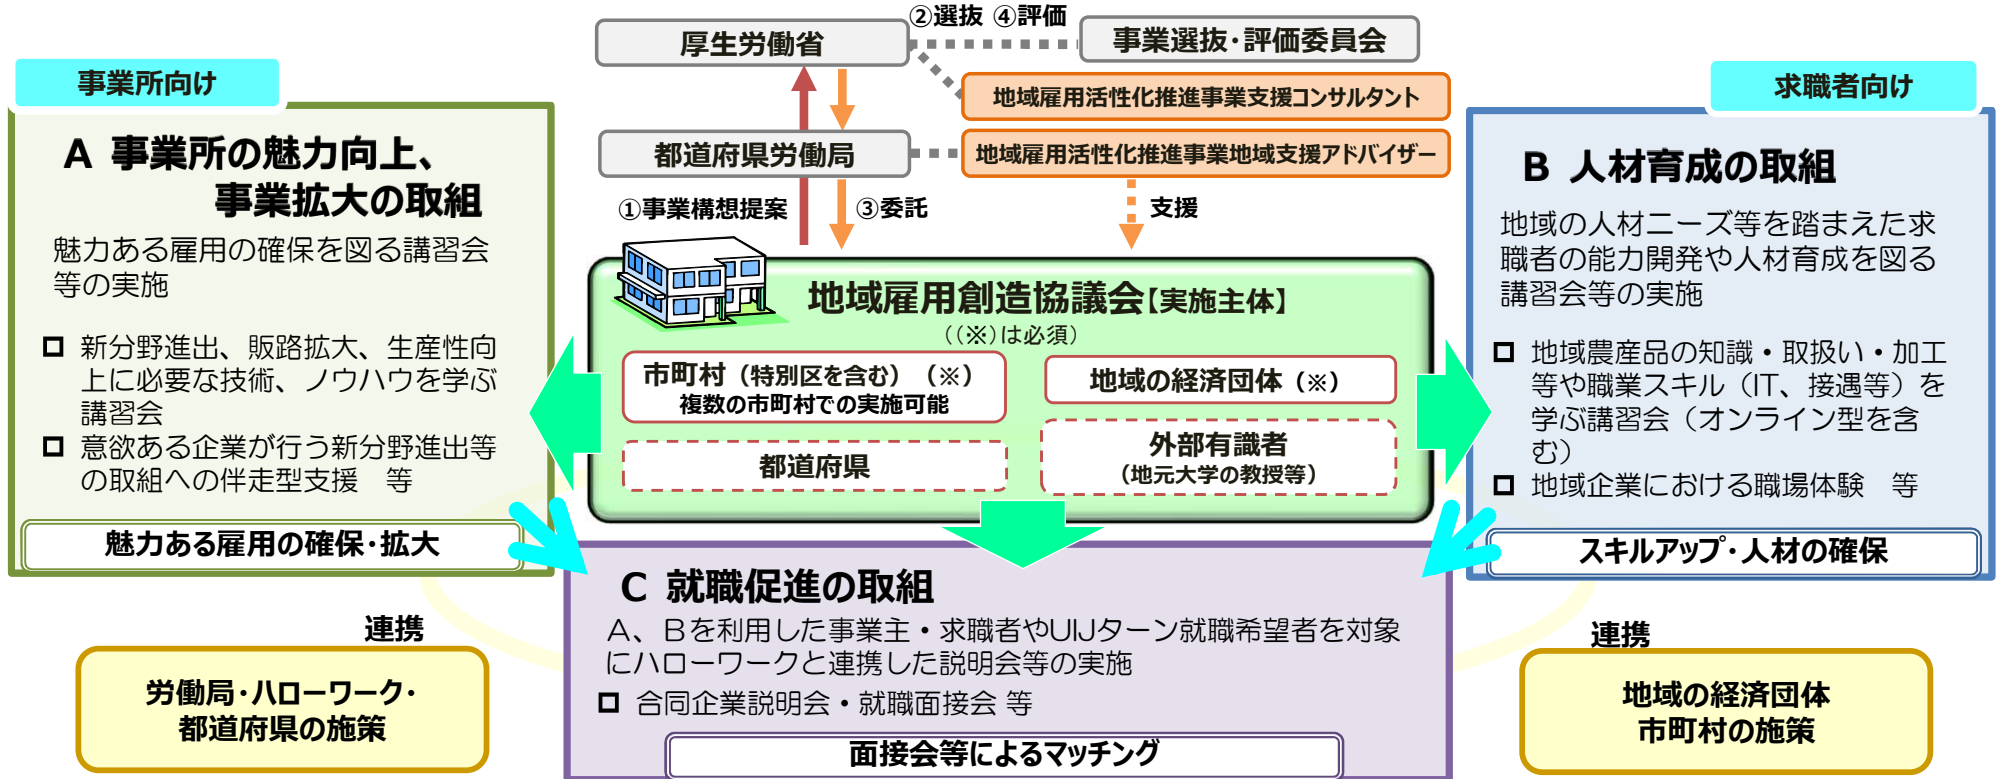 ②選抜 ④評価
厚生労働省
事業選抜・評価委員会
地域雇用活性化推進事業支援コンサルタント
都道府県労働局
地域雇用活性化推進事業地域支援アドバイザー
①事業構想提案
③委託
支援
事業所向け
A 事業所の魅力向上、
事業拡大の取組
魅力ある雇用の確保を図る講習会
等の実施
新分野進出、販路拡大、生産性向
上に必要な技術、ノウハウを学ぶ
講習会
意欲ある企業が行う新分野進出等
の取組への伴走型支援　等
魅力ある雇用の確保・拡大
地域雇用創造協議会【実施主体】
（(※)は必須）
市町村（特別区を含む）（※）
複数の市町村での実施可能
地域の経済団体（※）
都道府県
外部有識者
（地元大学の教授等）
求職者向け
B 人材育成の取組
地域の人材ニーズ等を踏まえた求
職者の能力開発や人材育成を図る
講習会等の実施
地域農産品の知識・取扱い・加工
等や職業スキル（IT、接遇等）を
学ぶ講習会（オンライン型を含
む）
地域企業における職場体験　等
スキルアップ・人材の確保
C 就職促進の取組
A、Bを利用した事業主・求職者やUIJターン就職希望者を対象
にハローワークと連携した説明会等の実施
合同企業説明会・就職面接会 等
面接会等によるマッチング
連携
労働局・ハローワーク・
都道府県の施策
連携
地域の経済団体
市町村の施策